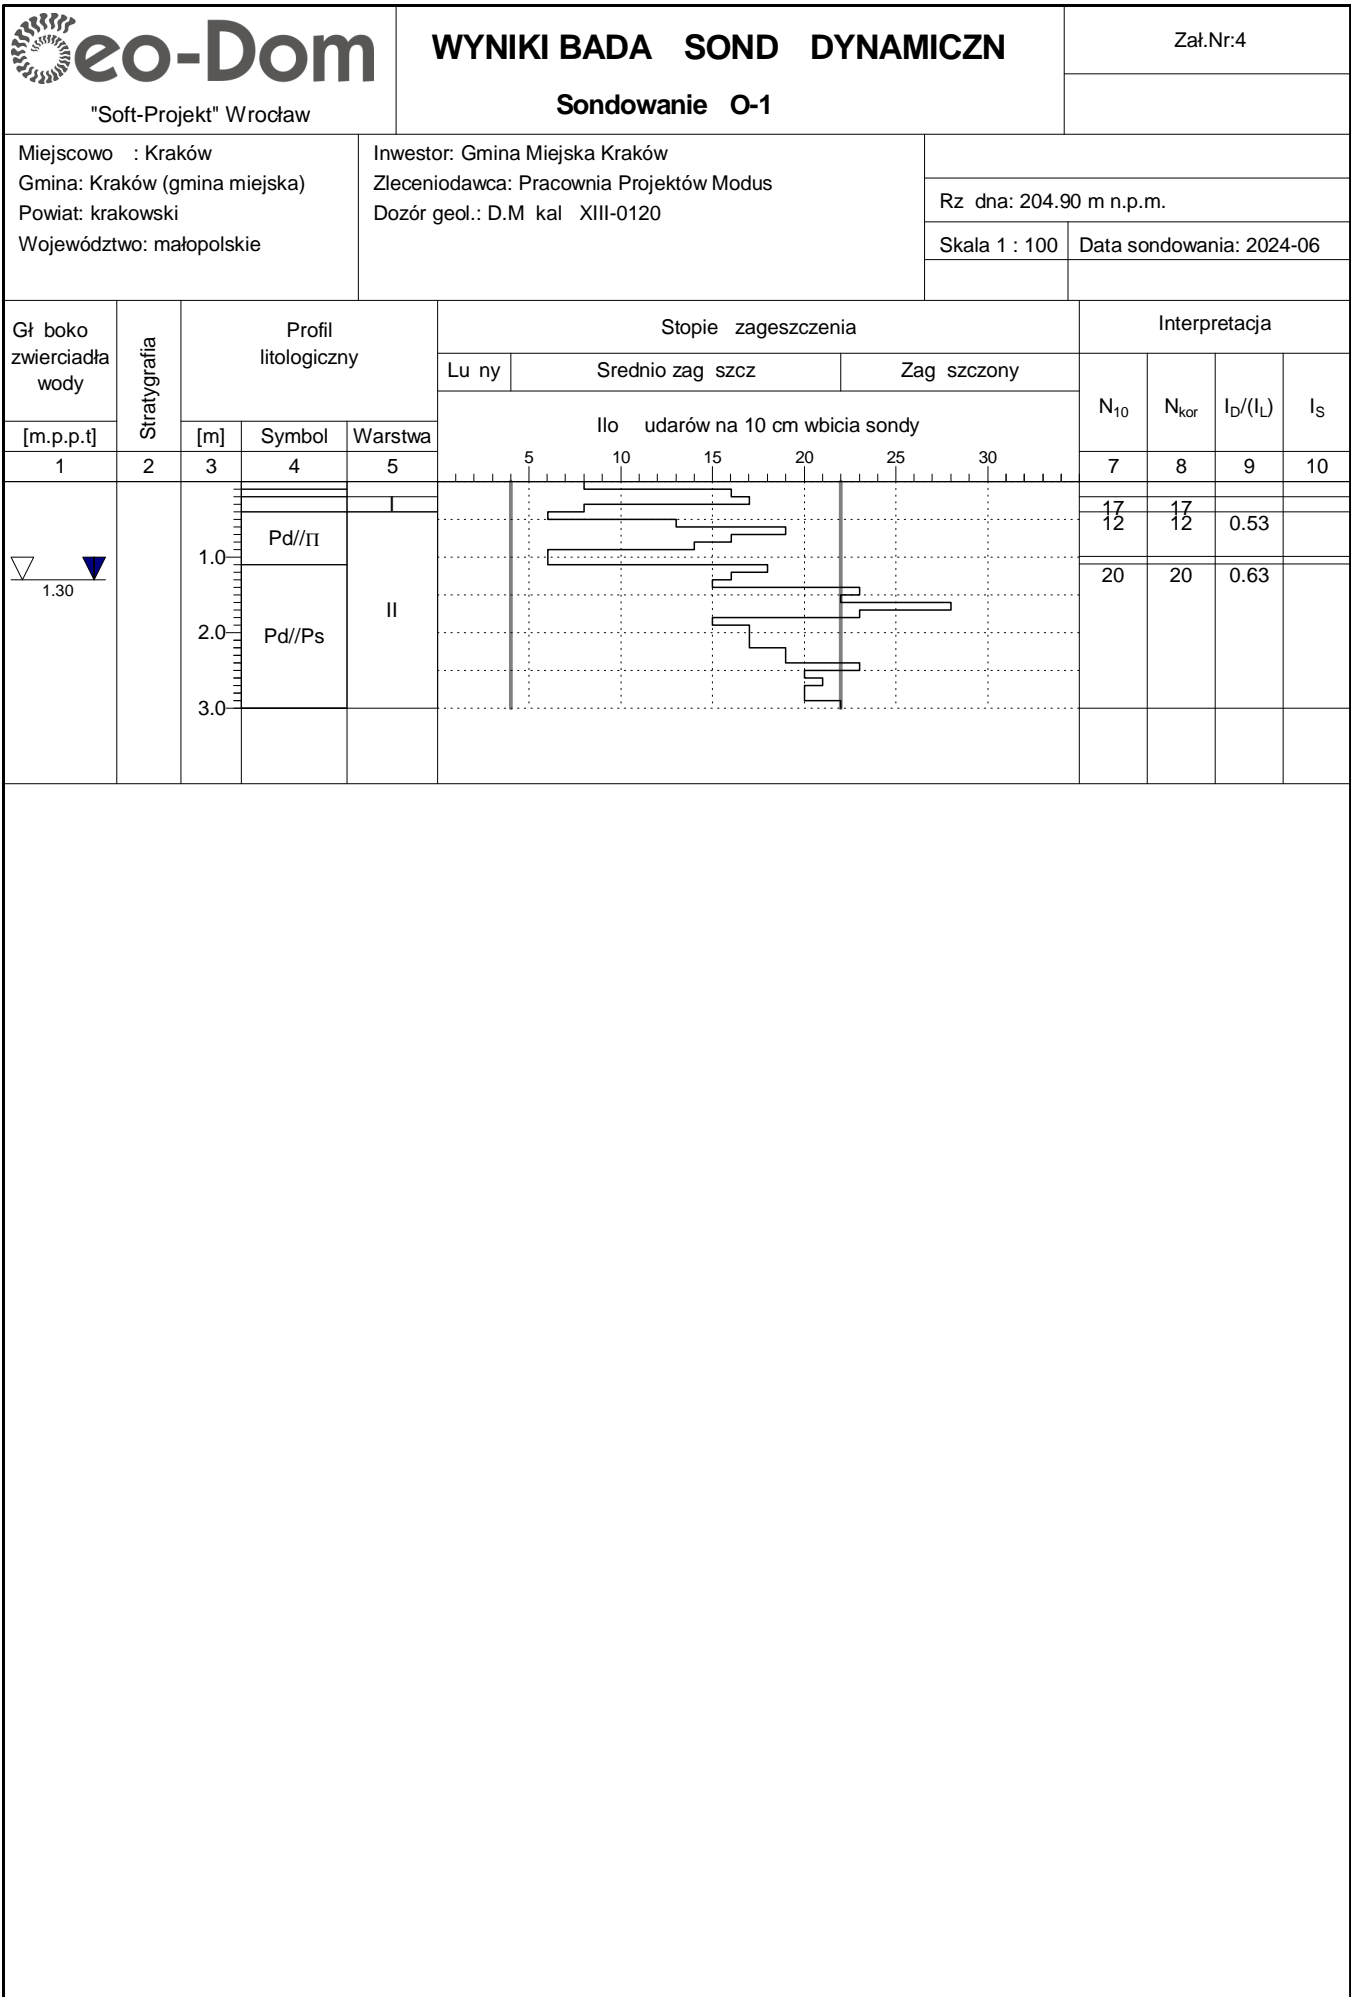 Geo-Dom
"Soft-Projekt" Wrocław
WYNIKI BADA SOND DYNAMICZN
Sondowanie O-1
Zał.Nr:4
Miejscowo : Kraków
Gmina: Kraków (gmina miejska)
Powiat: krakowski
Województwo: małopolskie
Inwestor: Gmina Miejska Kraków
Zleceniodawca: Pracownia Projektów Modus
Dozór geol.: D.M kal XIII-0120
Rz dna: 204.90 m n.p.m.
Skala 1 : 100
Data sondowania: 2024-06
Gł boko
zwierciadła
wody
[m.p.p.t]
Stratygrafia
Profil
litologiczny
[m]
Symbol
Warstwa
Stopie zageszczenia
Lu ny
Srednio zag szcz
Zag szczony
Ilo udarów na 10 cm wbicia sondy
5 10 15 20 25 30
Interpretacja
N10
Nkor
ID/(IL)
IS
1 2 3 4 5 7 8 9 10
I
17 17
12 12 0.53
Pd//Π
1.0
1.30
20 20 0.63
II
2.0
Pd//Ps
3.0